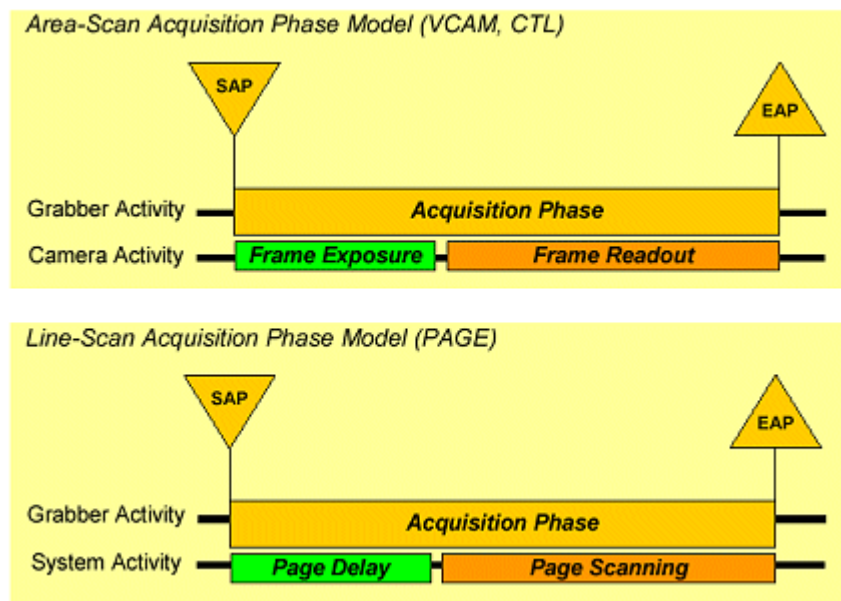 Area-Scan Acquisition Phase Model (VCAM, CTL)
SAP
EAP
Grabber Activity
Acquisition Phase
Camera Activity
Frame Exposure
Frame Readout
Line-Scan Acquisition Phase Model (PAGE)
SAP
EAP
Grabber Activity
Acquisition Phase
System Activity
Page Delay
Page Scanning